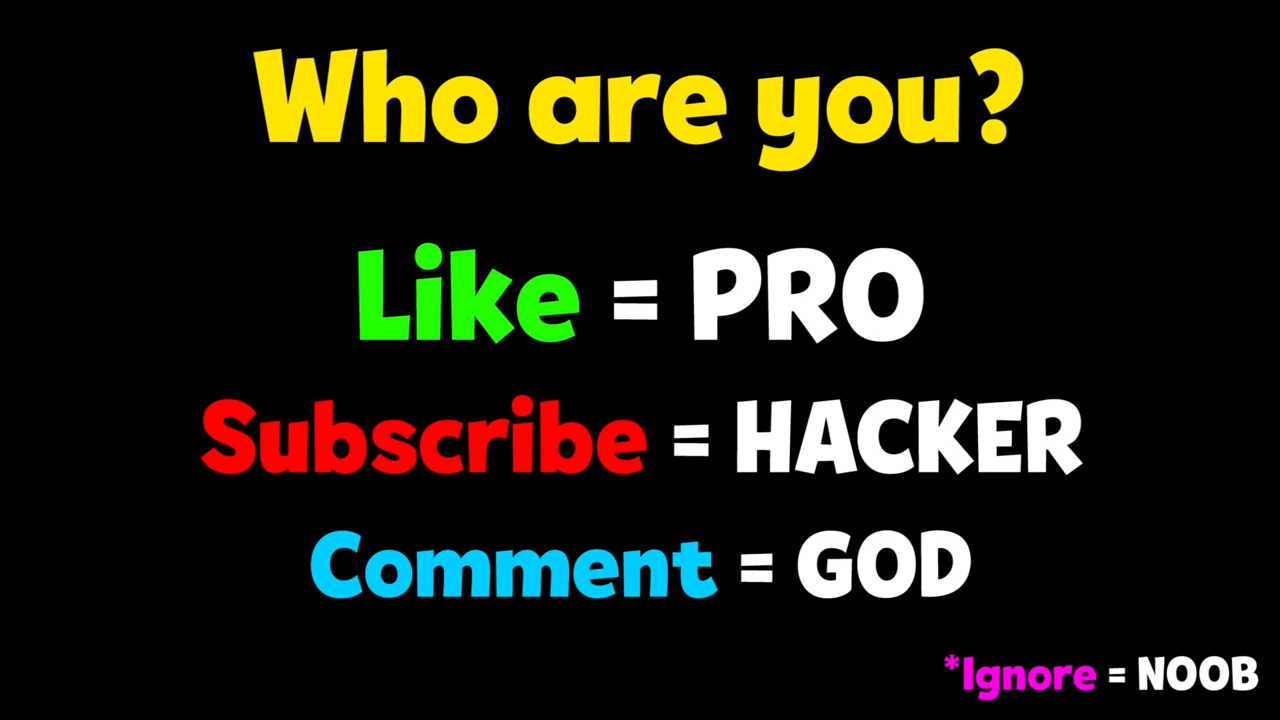 Who are you?
Like = PRO
Subscribe = HACKER
Comment = GOD
*Ignore = NOOB